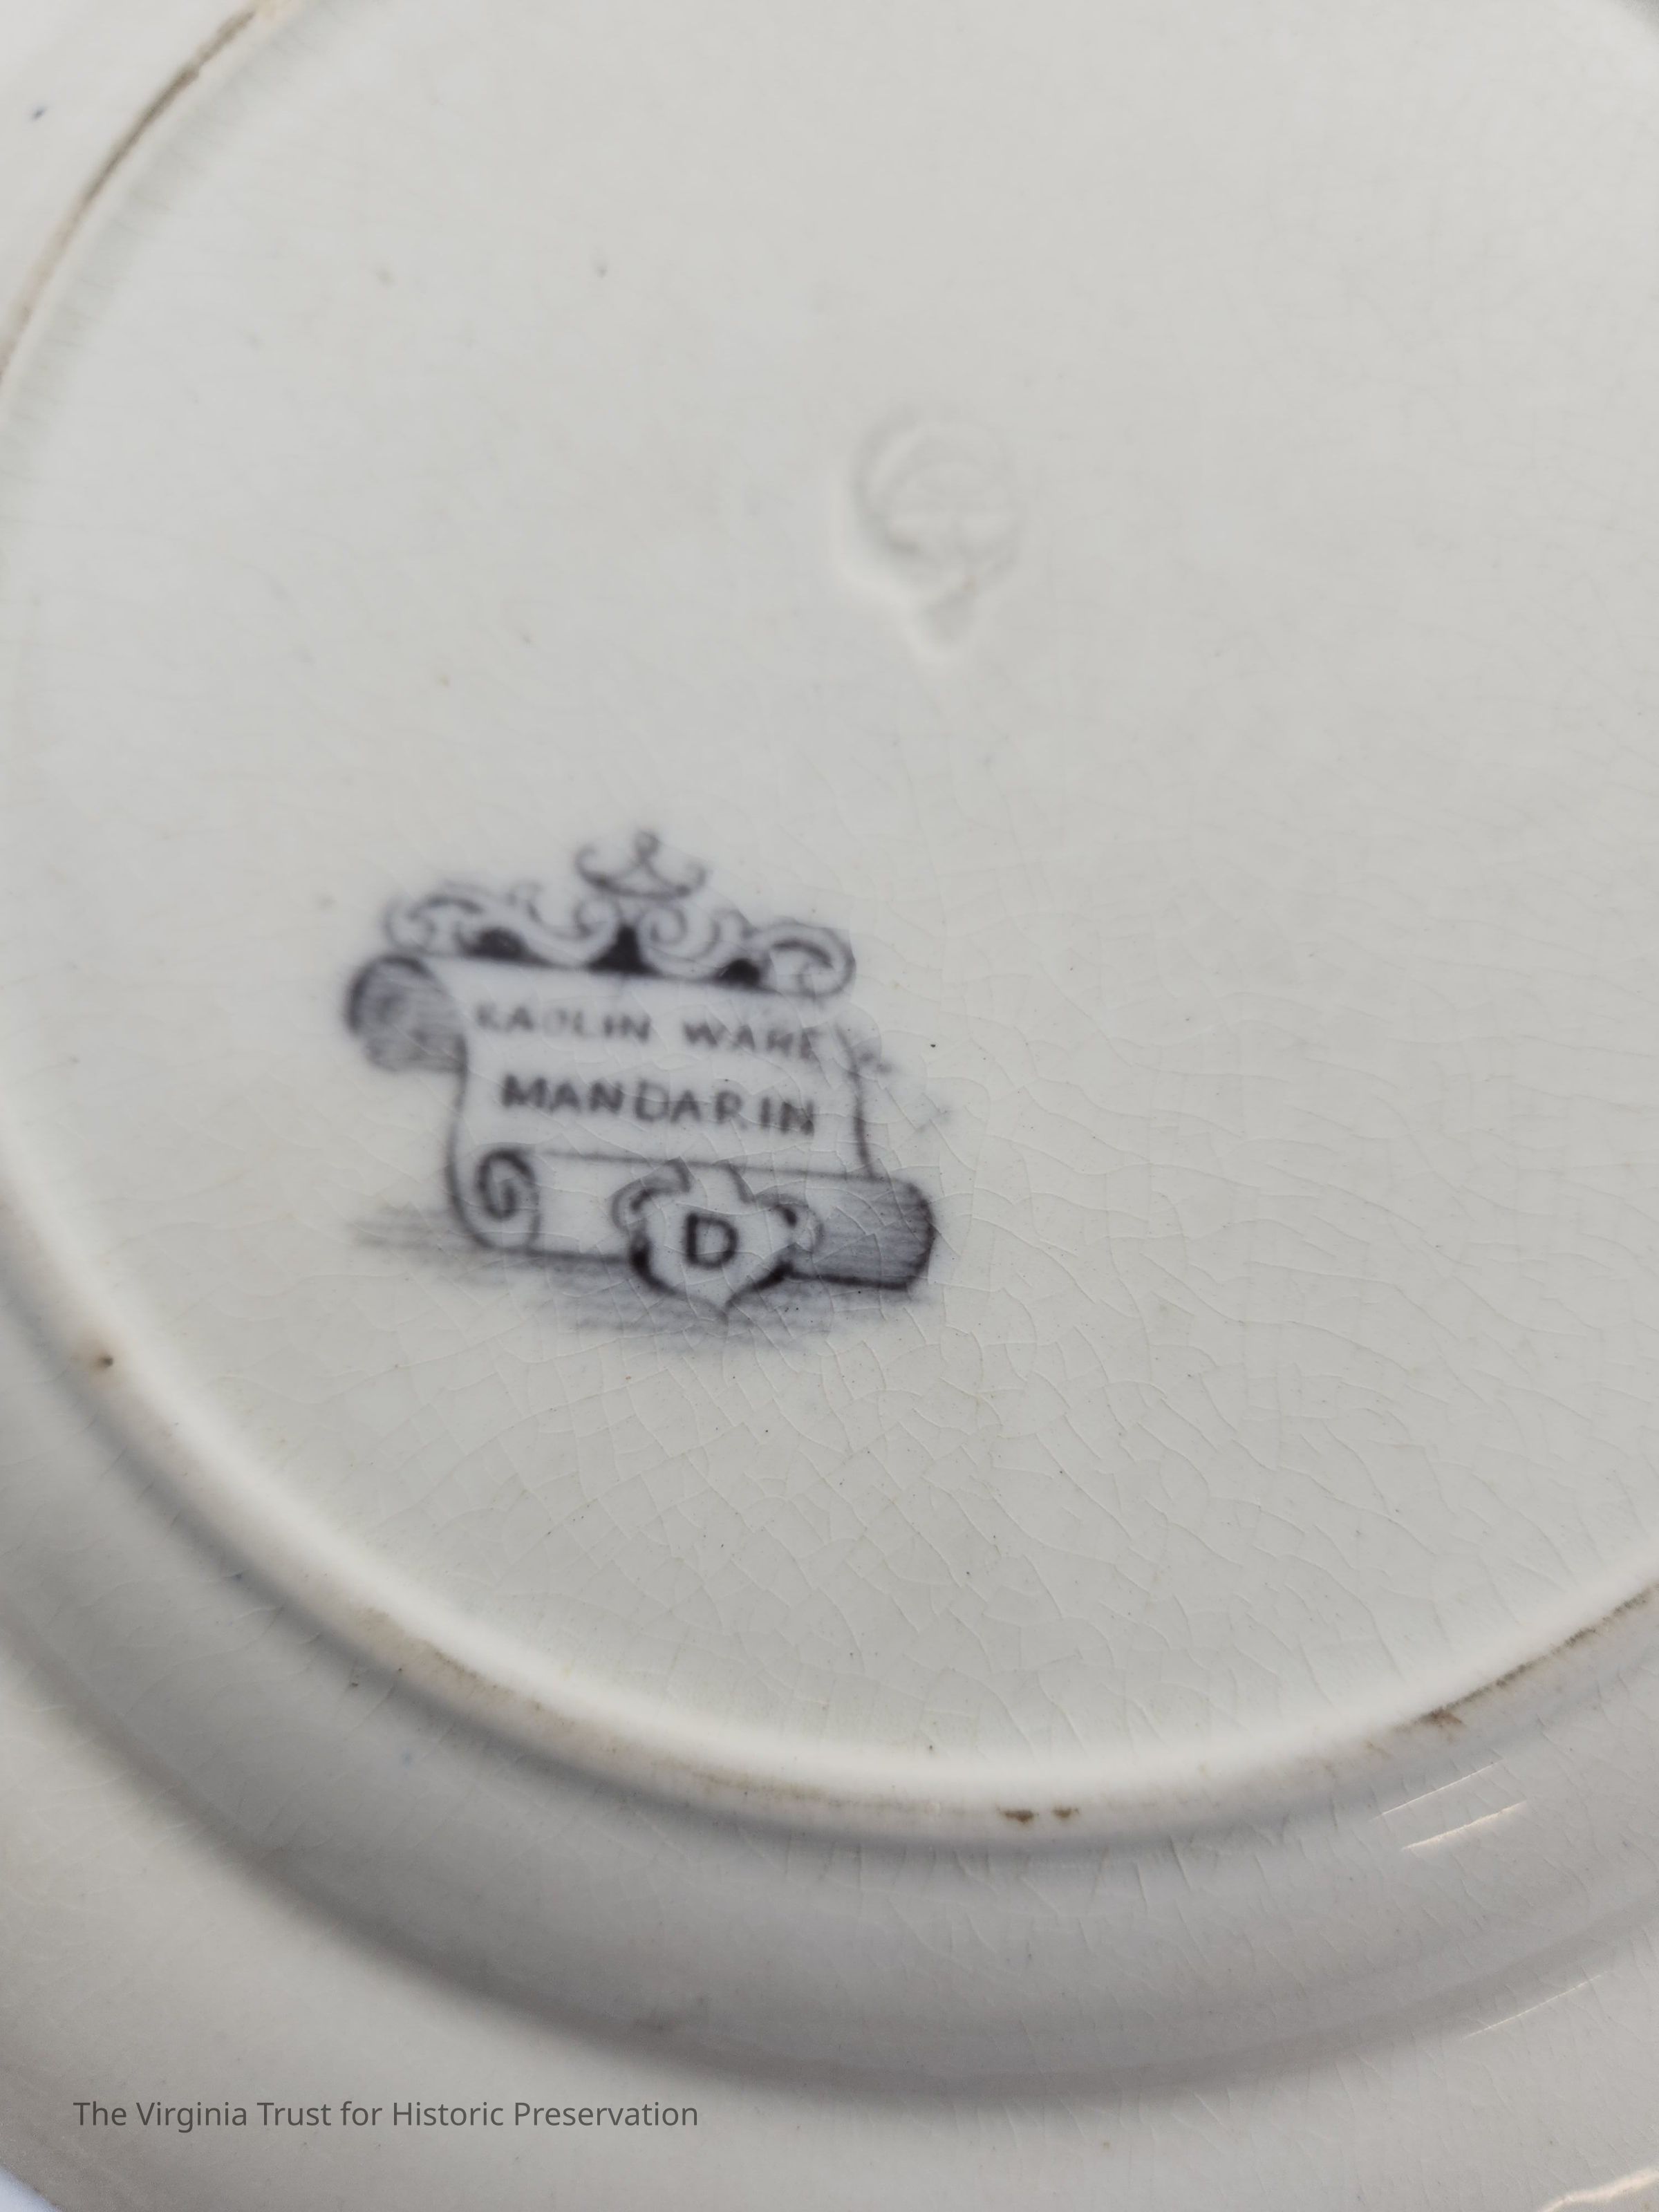 KAOLIN WARE
MANDARIN
D
The Virginia Trust for Historic Preservation